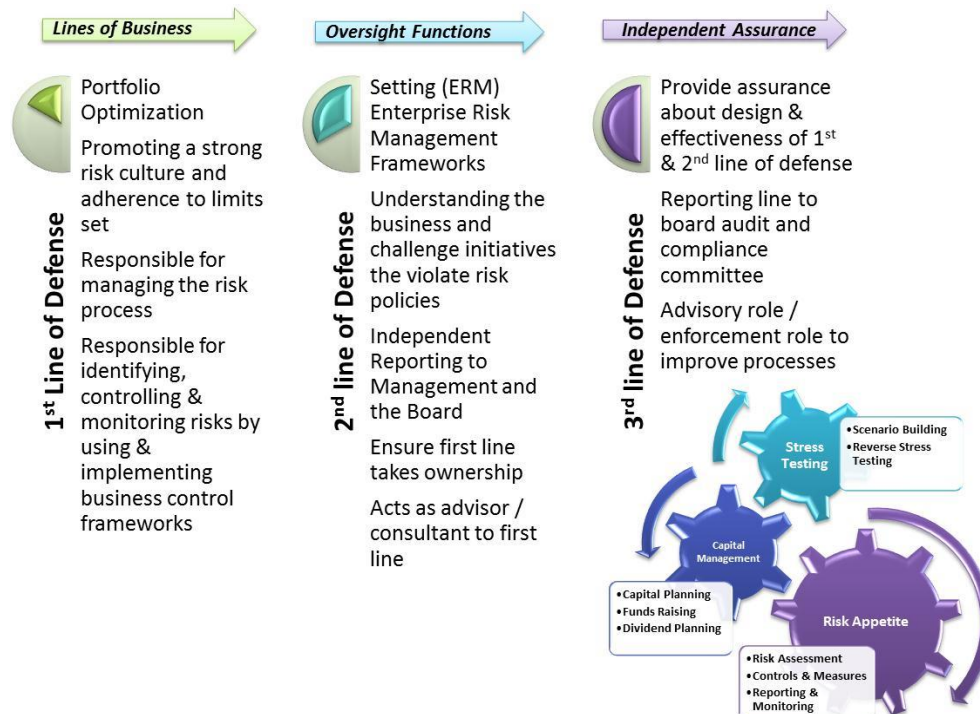 Lines of Business
Oversight Functions
Independent Assurance
1st Line of Defense
Portfolio
Optimization
Promoting a strong
risk culture and
adherence to limits
set
Responsible for
managing the risk
process
Responsible for
identifying,
controlling &
monitoring risks by
using &
implementing
business control
frameworks
2nd line of Defense
Setting (ERM)
Enterprise Risk
Management
Frameworks
Understanding the
business and
challenge initiatives
the violate risk
policies
Independent
Reporting to
Management and
the Board
Ensure first line
takes ownership
Acts as advisor /
consultant to first
line
3rd line of Defense
Provide assurance
about design &
effectiveness of 1st
& 2nd line of defense
Reporting line to
board audit and
compliance
committee
Advisory role /
enforcement role to
improve processes
Stress
Testing
•Scenario Building
•Reverse Stress
Testing
Capital
Management
•Capital Planning
•Funds Raising
•Dividend Planning
Risk Appetite
•Risk Assessment
•Controls & Measures
•Reporting &
Monitoring